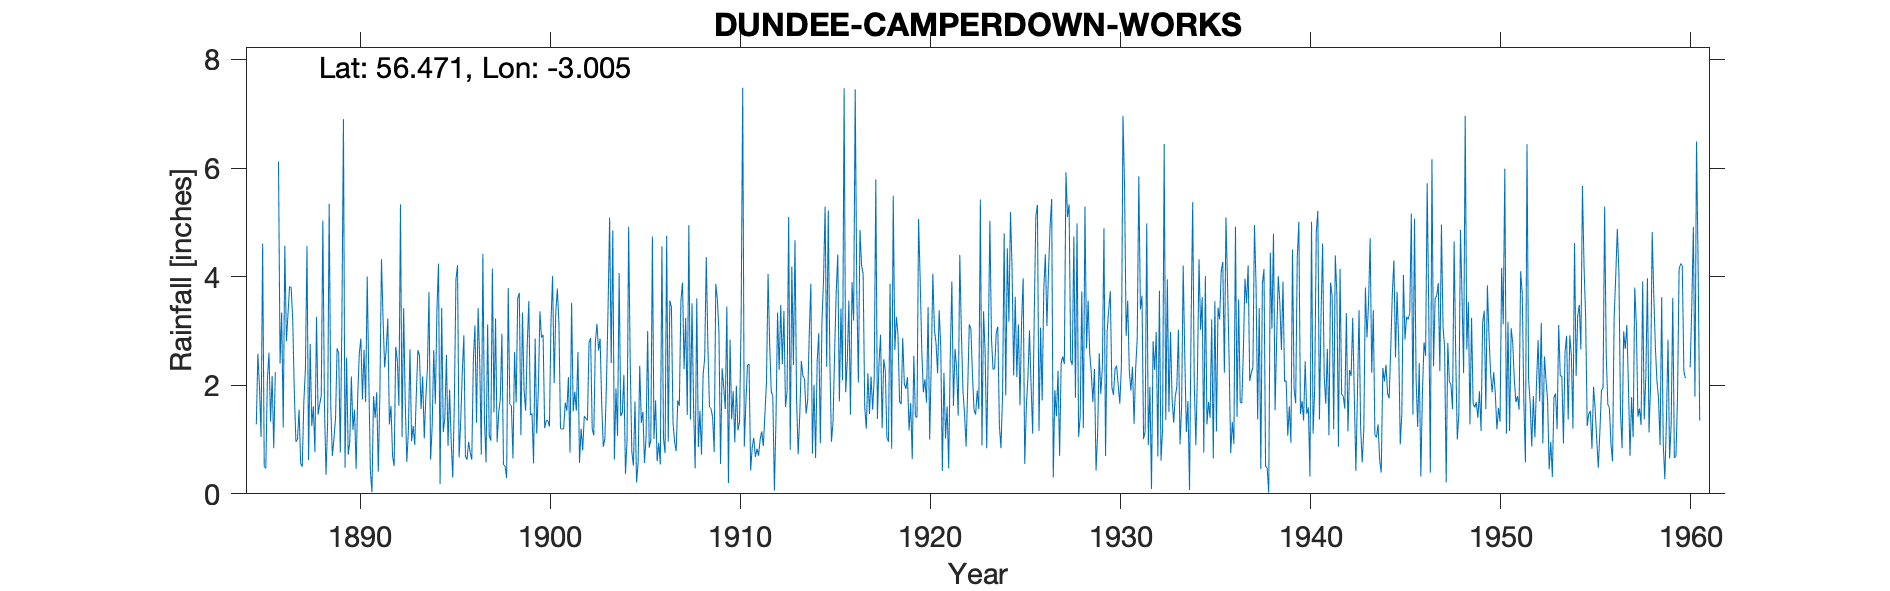 DUNDEE-CAMPERDOWN-WORKS
Lat: 56.471, Lon: -3.005
8
6
4
2
0
Rainfall [inches]
1890 1900 1910 1920 1930 1940 1950 1960
Year